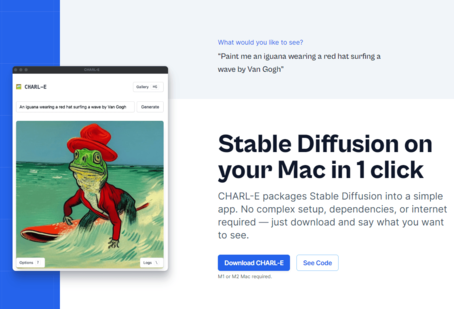 What would you like to see?
"Paint me an iguana wearing a red hat surfing a
wave by Van Gogh"
CHARL-E
CHARL-E
Gallery
An iguana wearing a red hat surfing a wave by Van Gogh
Generate
Options
Logs
Stable Diffusion on
your Mac in 1 click
CHARL-E packages Stable Diffusion into a simple
app. No complex setup, dependencies, or internet
required — just download and say what you want
to see.
Download CHARL-E
See Code
M1 or M2 Mac required.